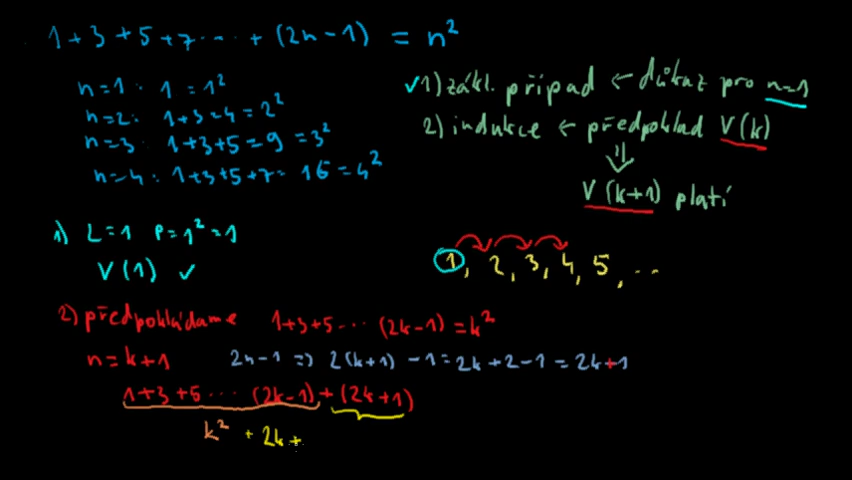 1 + 3 + 5 + 7 ... + (2n - 1) = n²
n=1: 1 = 1²
n=2: 1+3=4=2²
n=3: 1+3+5=9=3²
n=4: 1+3+5+7=16=4²
✓1) zákl. případ ← důkaz pro n=1
2) indukce ← předpoklad V(k)
⇓
V(k+1) platí
1) L=1 P=1²=1
V(1) ✓
1, 2, 3, 4, 5, ...
2) předpokládame 1+3+5...(2k-1)=k²
n=k+1 2n-1 => 2(k+1)-1=2k+2-1=2k+1
1+3+5...(2k-1)+(2k+1)
k² + 2k+